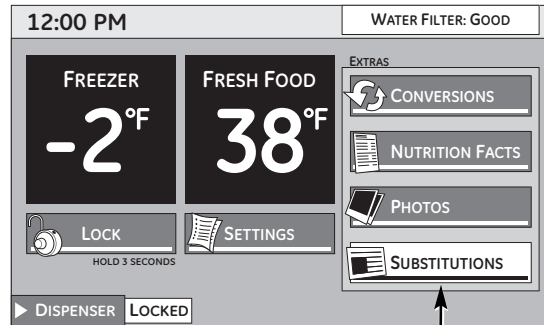 12:00 PM
WATER FILTER: GOOD
EXTRAS
FREEZER
-2°F
FRESH FOOD
38°F
CONVERSIONS
NUTRITION FACTS
PHOTOS
SUBSTITUTIONS
LOCK
HOLD 3 SECONDS
SETTINGS
DISPENSER LOCKED